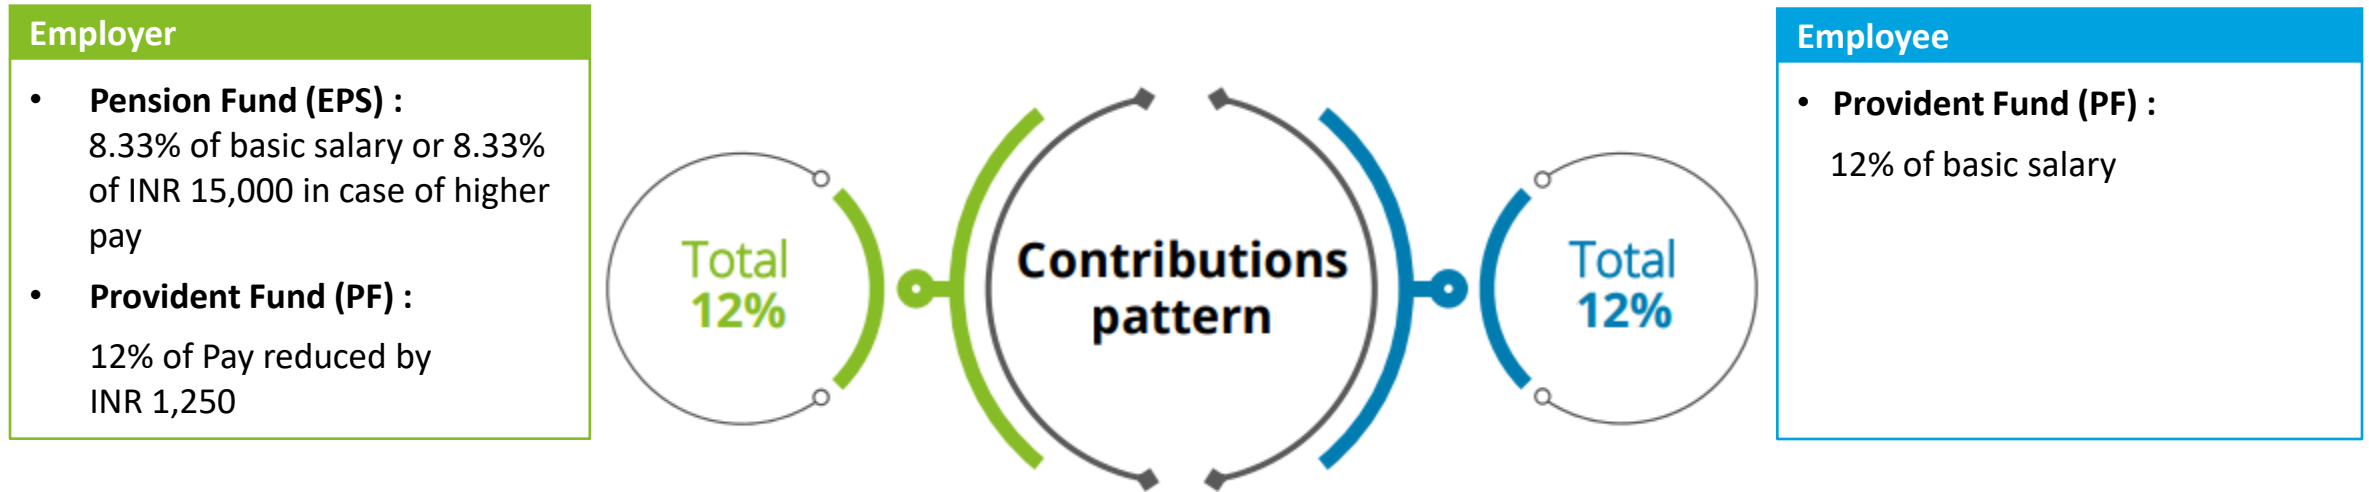 Employer
• Pension Fund (EPS) :
8.33% of basic salary or 8.33%
of INR 15,000 in case of higher
pay
• Provident Fund (PF) :
12% of Pay reduced by
INR 1,250
Total
12%
Contributions
pattern
Total
12%
Employee
• Provident Fund (PF) :
12% of basic salary